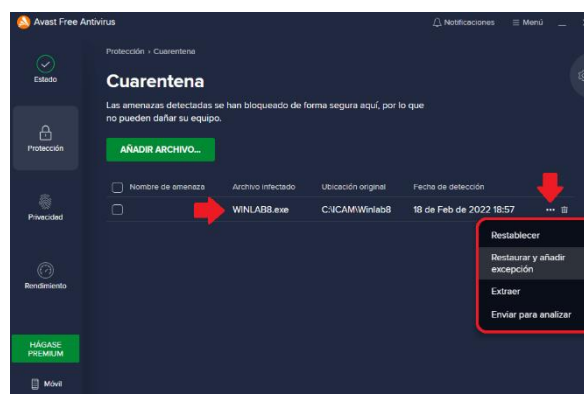 Avast Free Antivirus
Notificaciones
Menú
Protección › Cuarentena
Estado
Cuarentena
Las amenazas detectadas se han bloqueado de forma segura aquí, por lo que
no pueden dañar su equipo.
Protección
AÑADIR ARCHIVO...
Nombre de amenaza Archivo infectado Ubicación original Fecha de detección
WINLAB8.exe C:\ICAM\Winlab8 18 de Feb de 2022 18:57
Privacidad
Restablecer
Restaurar y añadir
excepción
Extraer
Enviar para analizar
Rendimiento
HÁGASE
PREMIUM
Móvil